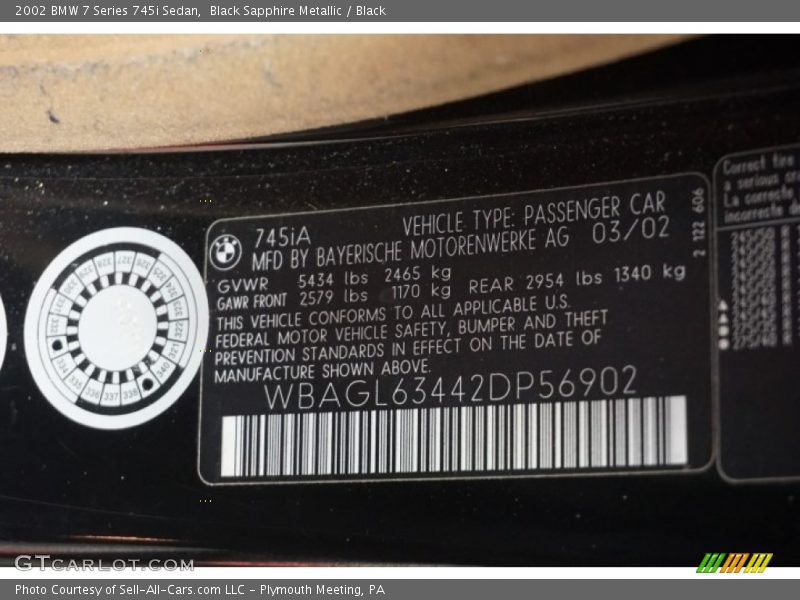 2002 BMW 7 Series 745i Sedan,  Black Sapphire Metallic / Black
745iA
VEHICLE TYPE: PASSENGER CAR
MFD BY BAYERISCHE MOTORENWERKE AG 03/02
GVWR 5434 lbs 2465 kg
GAWR FRONT 2579 lbs 1170 kg REAR 2954 lbs 1340 kg
THIS VEHICLE CONFORMS TO ALL APPLICABLE U.S.
FEDERAL MOTOR VEHICLE SAFETY, BUMPER AND THEFT
PREVENTION STANDARDS IN EFFECT ON THE DATE OF
MANUFACTURE SHOWN ABOVE.
WBAGL63442DP56902
2 122 606
Correct tire
a serious
La correcte
Incorrecte
GTCARLOT.COM
Photo Courtesy of Sell-All-Cars.com LLC - Plymouth Meeting, PA